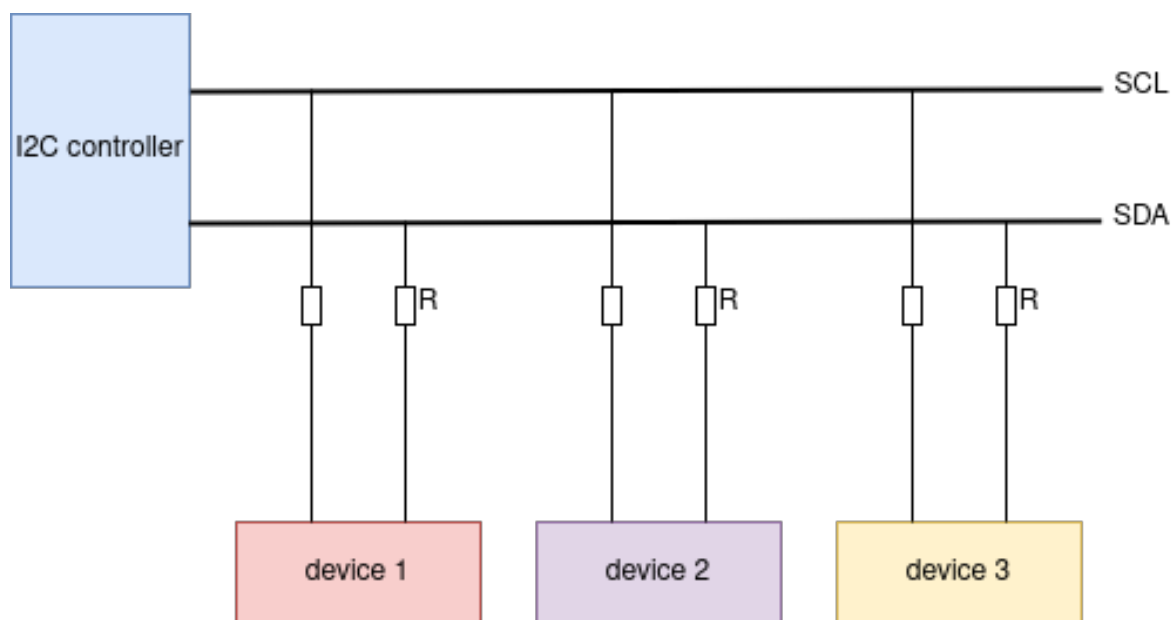 SCL
I2C controller
SDA
R
R
R
device 1
device 2
device 3